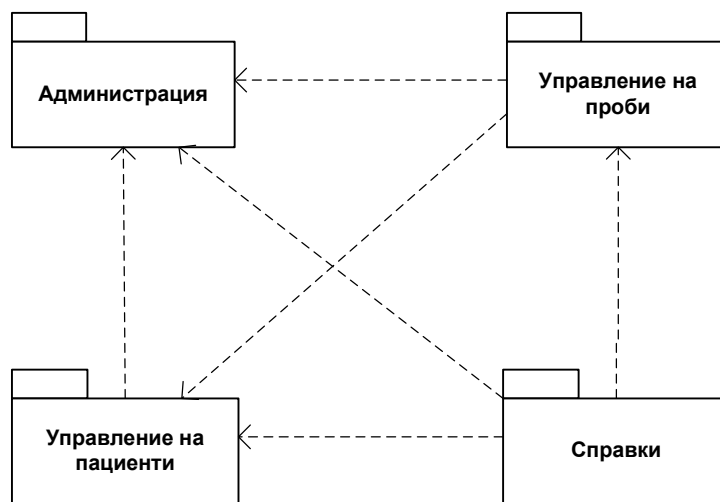 Администрация
Управление на
проби
Управление на
пациенти
Справки